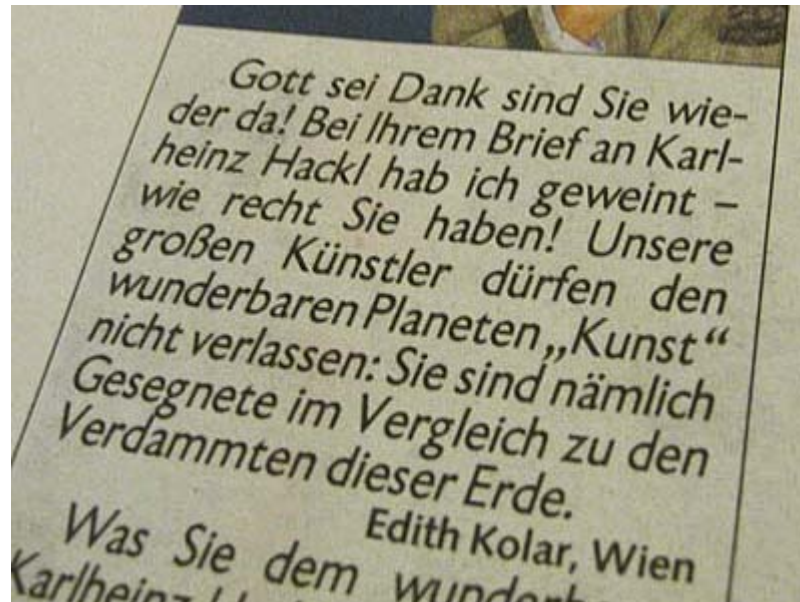 Gott sei Dank sind Sie wie-
der da! Bei Ihrem Brief an Karl-
heinz Hackl hab ich geweint –
wie recht Sie haben! Unsere
großen Künstler dürfen den
wunderbaren Planeten „Kunst“
nicht verlassen: Sie sind nämlich
Gesegnete im Vergleich zu den
Verdammten dieser Erde.
Edith Kolar, Wien
Was Sie dem
Karlheinz